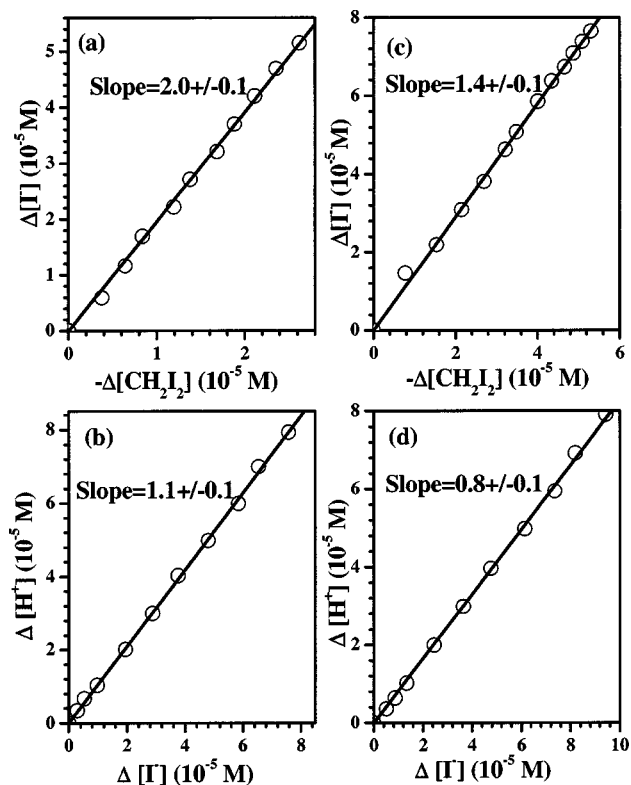 (a)
Slope=2.0+/-0.1
Δ[I⁻] (10⁻⁵ M)
5
4
3
2
1
0
0
2
-Δ[CH₂I₂] (10⁻⁵ M)
(c)
Slope=1.4+/-0.1
Δ[I⁻] (10⁻⁵ M)
8
6
4
2
0
0
2
4
6
-Δ[CH₂I₂] (10⁻⁵ M)
(b)
Slope=1.1+/-0.1
Δ [H⁺] (10⁻⁵ M)
8
6
4
2
0
0
4
8
2
6
Δ [I⁻] (10⁻⁵ M)
(d)
Slope=0.8+/-0.1
Δ [H⁺] (10⁻⁵ M)
8
6
4
2
0
0
2
4
6
8
10
Δ [I⁻] (10⁻⁵ M)